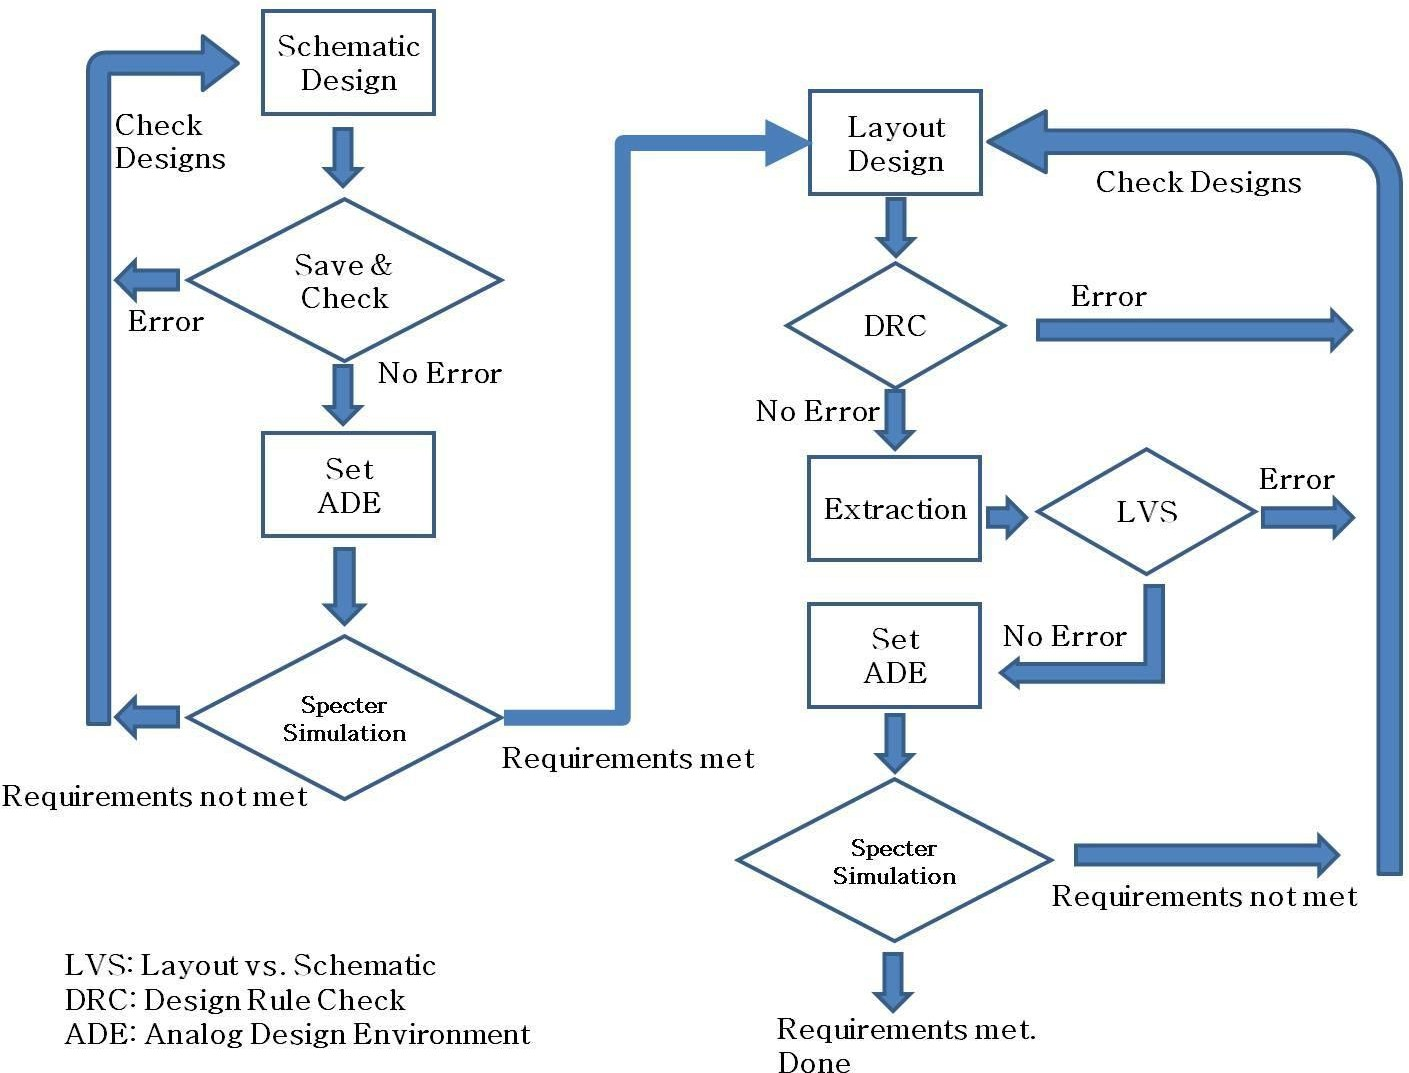 Schematic
Design
Check
Designs
Save &
Check
Error
No Error
Set
ADE
Specter
Simulation
Requirements not met
Requirements met
Layout
Design
Check Designs
DRC
Error
No Error
Extraction
LVS
Error
No Error
Set
ADE
Specter
Simulation
Requirements not met
Requirements met.
Done
LVS: Layout vs. Schematic
DRC: Design Rule Check
ADE: Analog Design Environment